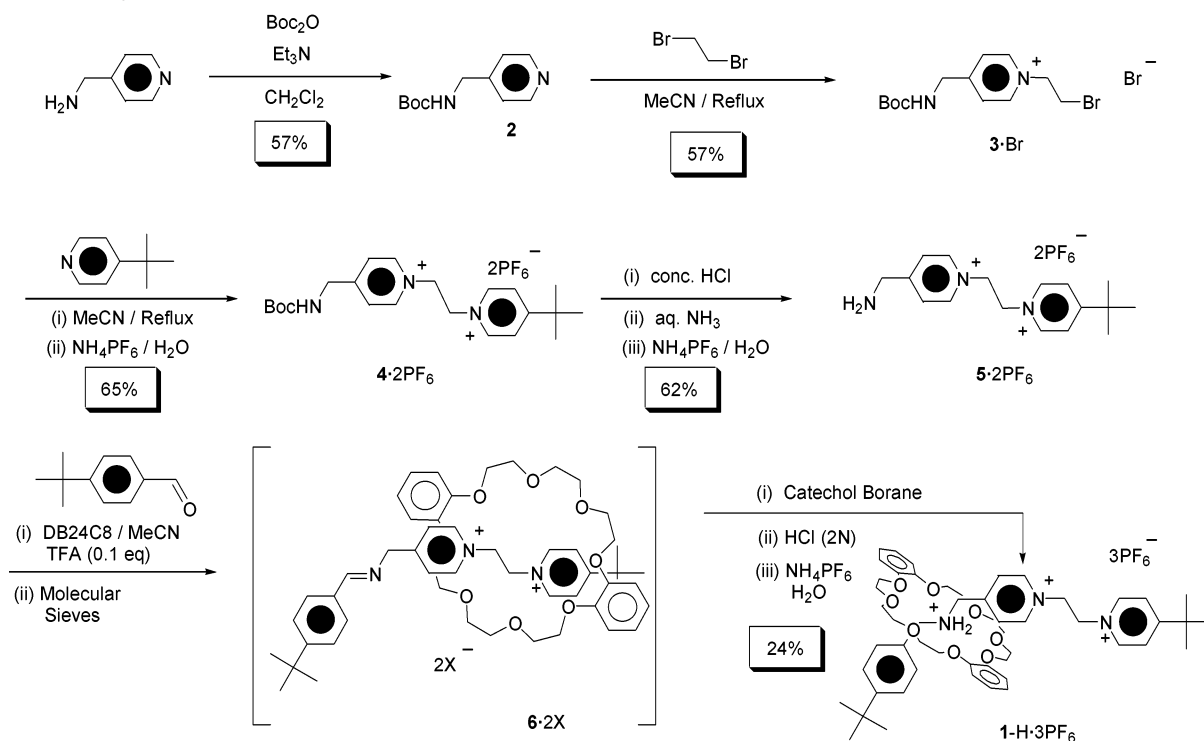 Boc2O
Et3N
CH2Cl2
57%
H2N
N
BocHN
N
2
Br
Br
MeCN / Reflux
57%
BocHN
N
+
Br
Br−
3·Br
N
(i) MeCN / Reflux
(ii) NH4PF6 / H2O
65%
BocHN
N
+
N
+
2PF6−
4·2PF6
(i) conc. HCl
(ii) aq. NH3
(iii) NH4PF6 / H2O
62%
H2N
N
+
N
+
2PF6−
5·2PF6
O
(i) DB24C8 / MeCN
TFA (0.1 eq)
(ii) Molecular
Sieves
O
O
O
O
N
+
N
N
+
O
O
O
O
2X−
6·2X
(i) Catechol Borane
(ii) HCl (2N)
(iii) NH4PF6
H2O
24%
O
O
O
O
+
NH2
O
O
O
O
N
+
N
+
3PF6−
1-H·3PF6